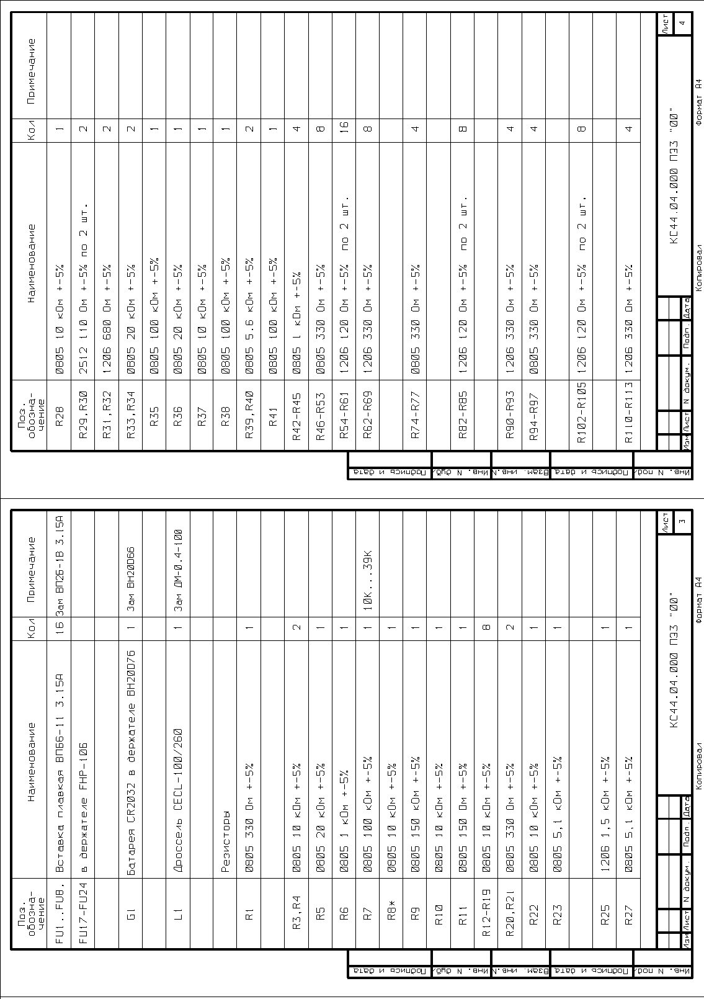 Поз. обозна-чение Наименование Кол Примечание
FU1..FU8, Вставка плавкая ВПБ6-11 3.15А 16 Зам ВП2Б-1В 3.15А
FU17-FU24 в держателе FHP-106
G1 Батарея CR2032 в держателе BH20D76 1 Зам BH20D66
L1 Дроссель CECL-100/260 1 Зам ДМ-0.4-100
Резисторы
R1 0805 330 Ом +-5% 1
R3,R4 0805 10 кОм +-5% 2
R5 0805 20 кОм +-5% 1
R6 0805 1 кОм +-5% 1
R7 0805 100 кОм +-5% 1 10К...39К
R8* 0805 10 кОм +-5% 1
R9 0805 150 кОм +-5% 1
R10 0805 10 кОм +-5% 1
R11 0805 150 Ом +-5% 1
R12-R19 0805 10 кОм +-5% 8
R20,R21 0805 330 Ом +-5% 2
R22 0805 10 кОм +-5% 1
R23 0805 5,1 кОм +-5% 1
R25 1206 1,5 кОм +-5% 1
R27 0805 5,1 кОм +-5% 1
Изм Лист N докум. Подп. Дата
КС44.04.000 ПЭ3 "00"
Лист
3
Инв. N подл Подпись и дата Взам. инв.N Инв. N дубл Подпись и дата
Копировал Формат А4
Поз. обозна-чение Наименование Кол Примечание
R28 0805 10 кОм +-5% 1
R29,R30 2512 110 Ом +-5% по 2 шт. 2
R31,R32 1206 680 Ом +-5% 2
R33,R34 0805 20 кОм +-5% 2
R35 0805 100 кОм +-5% 1
R36 0805 20 кОм +-5% 1
R37 0805 10 кОм +-5% 1
R38 0805 100 кОм +-5% 1
R39,R40 0805 5.6 кОм +-5% 2
R41 0805 100 кОм +-5% 1
R42-R45 0805 1 кОм +-5% 4
R46-R53 0805 330 Ом +-5% 8
R54-R61 1206 120 Ом +-5% по 2 шт. 16
R62-R69 1206 330 Ом +-5% 8
R74-R77 0805 330 Ом +-5% 4
R82-R85 1206 120 Ом +-5% по 2 шт. 8
R90-R93 1206 330 Ом +-5% 4
R94-R97 0805 330 Ом +-5% 4
R102-R105 1206 120 Ом +-5% по 2 шт. 8
R110-R113 1206 330 Ом +-5% 4
Изм Лист N докум. Подп. Дата
КС44.04.000 ПЭ3 "00"
Лист
4
Инв. N подл Подпись и дата Взам. инв.N Инв. N дубл Подпись и дата
Копировал Формат А4